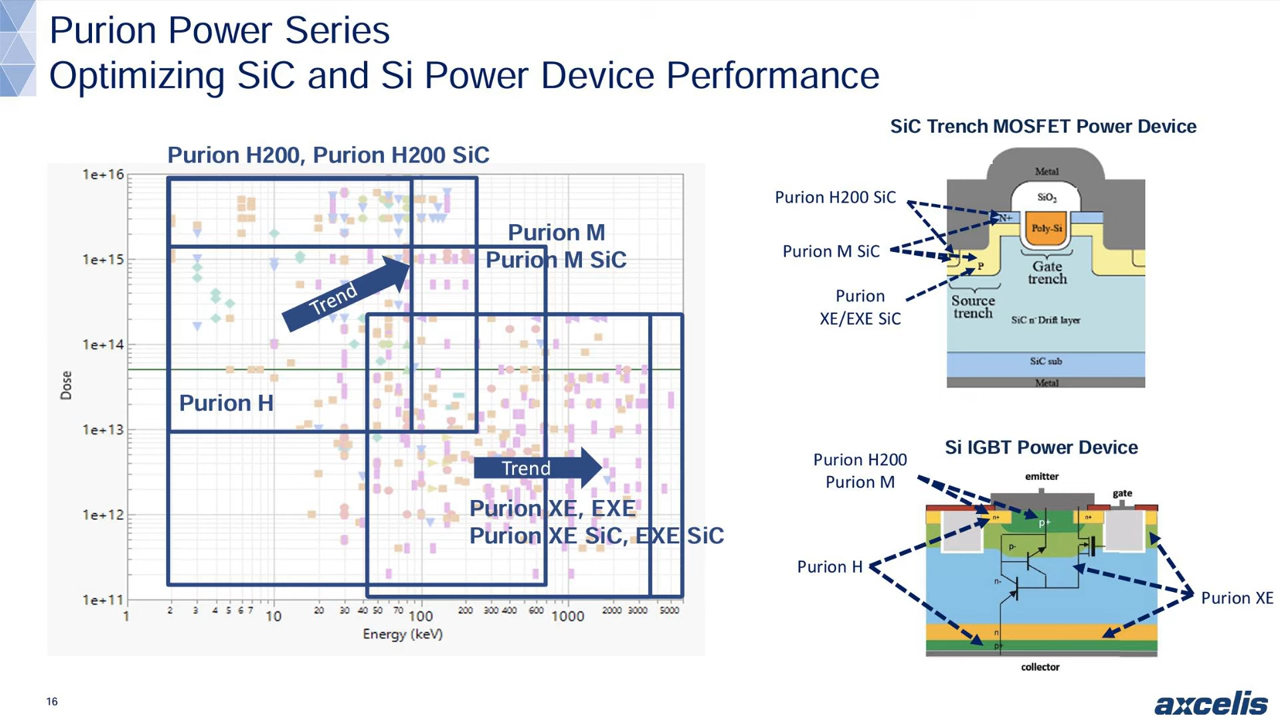 Purion Power Series
Optimizing SiC and Si Power Device Performance
Purion H200, Purion H200 SiC
1e+16
1e+15
1e+14
1e+13
1e+12
1e+11
Dose
Purion M
Purion M SiC
Trend
Purion H
Trend
Purion XE, EXE
Purion XE SiC, EXE SiC
1 2 3 4 5 6 7 10 20 30 40 50 70 100 200 300 400 600 1000 2000 3000 5000
Energy (keV)
SiC Trench MOSFET Power Device
Metal
Purion H200 SiC
SiO2
N+
Poly-Si
Purion M SiC
P
Gate
trench
Purion
XE/EXE SiC
Source
trench
SiC n- Drift layer
SiC sub
Metal
Si IGBT Power Device
Purion H200
Purion M
emitter
gate
n+
p+
n+
p-
Purion H
n-
Purion XE
n
p+
collector
16
axcelis